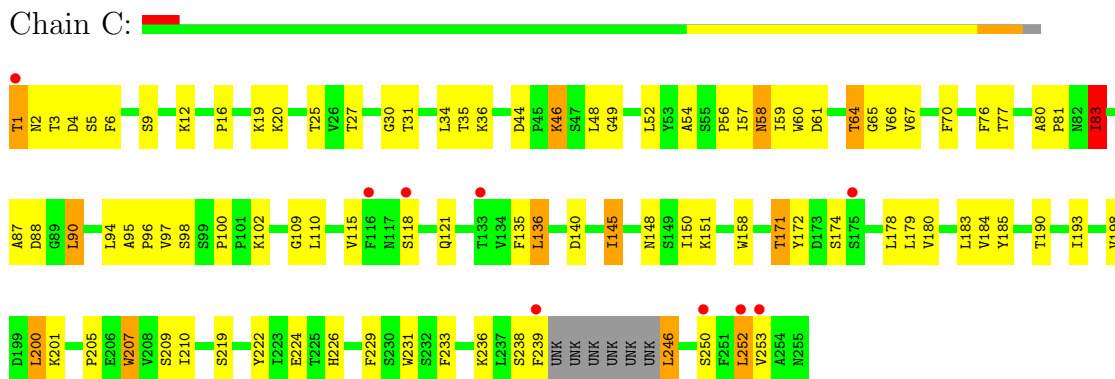 Chain C:
T1 N2 T3 D4 S5 F6 S9 K12 P16 K19 K20 T25 V26 T27 G30 T31 L34 T35 K36 D44 P45 K46 S47 L48 G49 L52 Y53 A54 S55 P56 I57 N58 I59 W60 D61 T64 G65 V66 V67 F70 F76 T77 A80 P81 N82 I83
A87 D88 G89 L90 L94 A95 P96 V97 S98 S99 P100 P101 K102 G109 L110 V115 F116 N117 S118 Q121 T133 V134 F135 L136 D140 I145 N148 S149 I150 K151 W158 T171 Y172 D173 S174 S175 L178 L179 V180 L183 V184 Y185 T190 I193 V198
D199 L200 K201 P205 E206 W207 V208 S209 I210 S219 Y222 I223 E224 T225 H226 F229 S230 W231 S232 F233 K236 L237 S238 F239 UNK UNK UNK UNK UNK L246 S250 F251 L252 V253 A254 N255